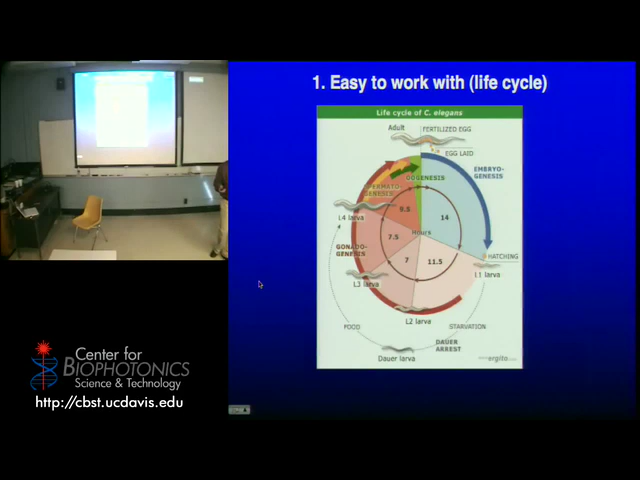 1. Easy to work with (life cycle)
Life cycle of C. elegans
Adult
FERTILIZED EGG
EGG LAID
OOGENESIS
EMBRYO-
GENESIS
SPERMATO-
GENESIS
L4 larva
9.5
14
Hours
7.5
GONADO-
GENESIS
7
11.5
HATCHING
L1 larva
L3 larva
L2 larva
FOOD
STARVATION
DAUER
ARREST
Dauer larva
Center for
BIOPHOTONICS
Science & Technology
http://cbst.ucdavis.edu